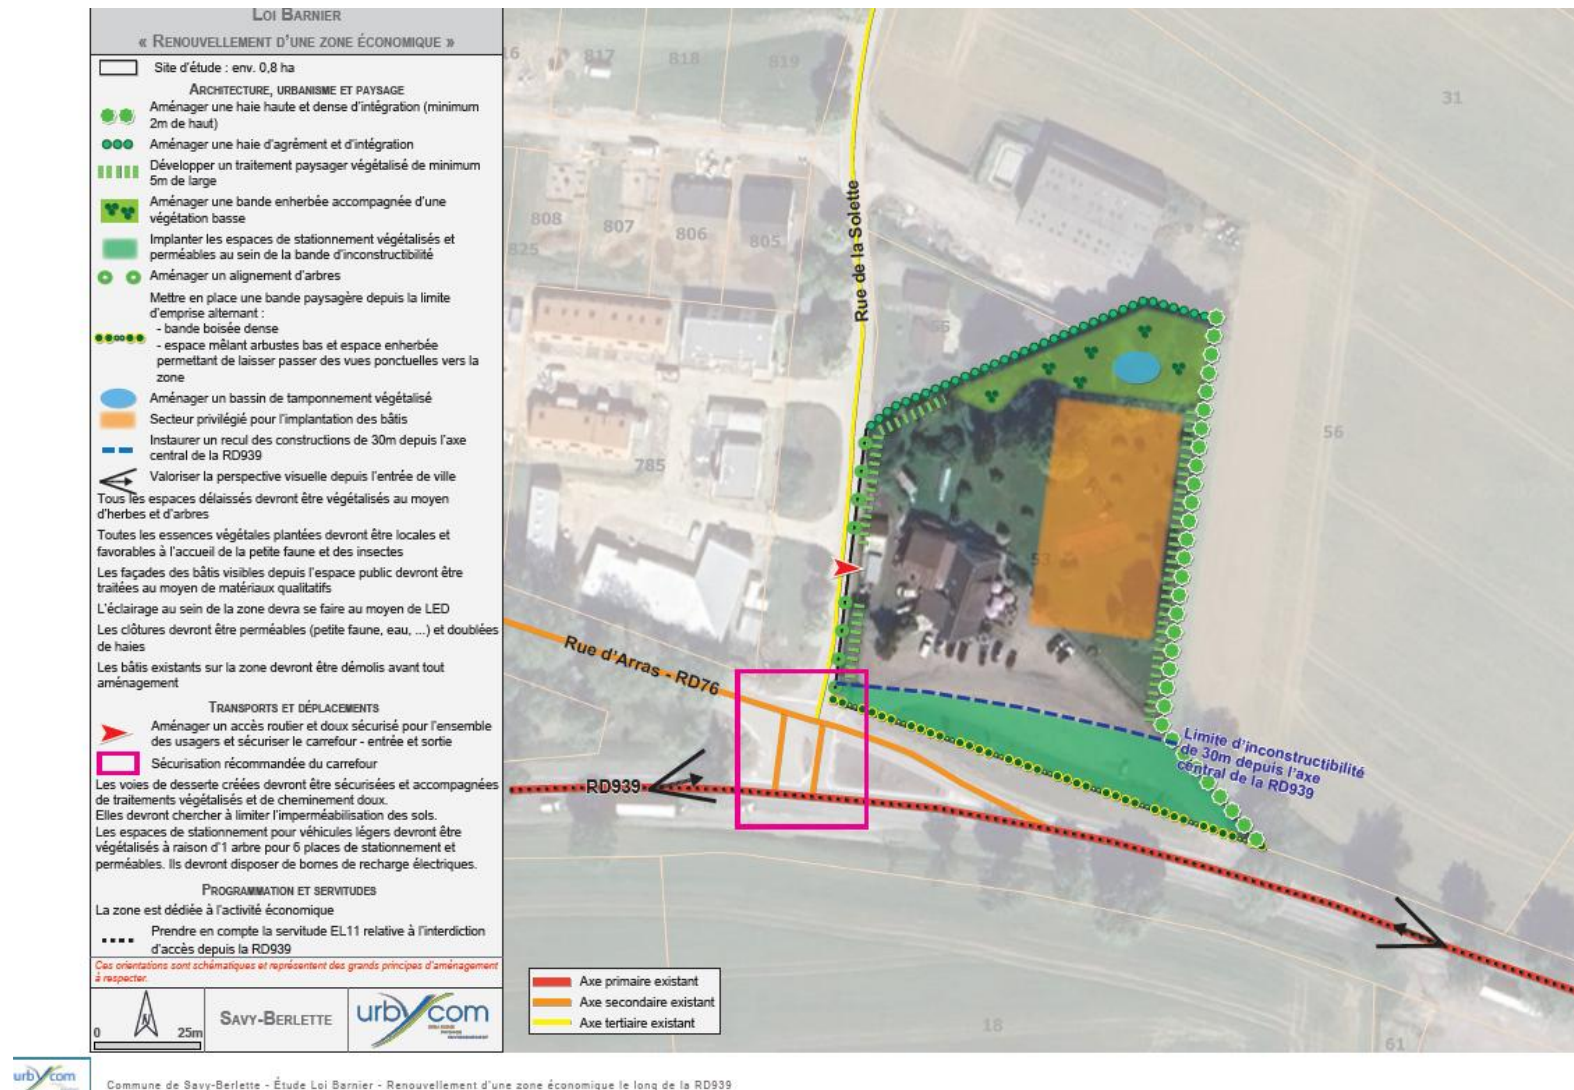 LOI BARNIER
« RENOUVELLEMENT D'UNE ZONE ÉCONOMIQUE »
Site d'étude : env. 0,8 ha
ARCHITECTURE, URBANISME ET PAYSAGE
Aménager une haie haute et dense d'intégration (minimum
2m de haut)
Aménager une haie d'agrément et d'intégration
Développer un traitement paysager végétalisé de minimum
5m de large
Aménager une bande enherbée accompagnée d'une
végétation basse
Implanter les espaces de stationnement végétalisés et
perméables au sein de la bande d'inconstructibilité
Aménager un alignement d'arbres
Mettre en place une bande paysagère depuis la limite
d'emprise alternant :
- bande boisée dense
- espace mêlant arbustes bas et espace enherbée
permettant de laisser passer des vues ponctuelles vers la
zone
Aménager un bassin de tamponnement végétalisé
Secteur privilégié pour l'implantation des bâtis
Instaurer un recul des constructions de 30m depuis l'axe
central de la RD939
Valoriser la perspective visuelle depuis l'entrée de ville
Tous les espaces délaissés devront être végétalisés au moyen
d'herbes et d'arbres
Toutes les essences végétales plantées devront être locales et
favorables à l'accueil de la petite faune et des insectes
Les façades des bâtis visibles depuis l'espace public devront être
traitées au moyen de matériaux qualitatifs
L'éclairage au sein de la zone devra se faire au moyen de LED
Les clôtures devront être perméables (petite faune, eau, ...) et doublées
de haies
Les bâtis existants sur la zone devront être démolis avant tout
aménagement
TRANSPORTS ET DÉPLACEMENTS
Aménager un accès routier et doux sécurisé pour l'ensemble
des usagers et sécuriser le carrefour - entrée et sortie
Sécurisation récommandée du carrefour
Les voies de desserte créées devront être sécurisées et accompagnées
de traitements végétalisés et de cheminement doux.
Elles devront chercher à limiter l'imperméabilisation des sols.
Les espaces de stationnement pour véhicules légers devront être
végétalisés à raison d'1 arbre pour 6 places de stationnement et
perméables. Ils devront disposer de bornes de recharge électriques.
PROGRAMMATION ET SERVITUDES
La zone est dédiée à l'activité économique
Prendre en compte la servitude EL11 relative à l'interdiction
d'accès depuis la RD939
Ces orientations sont schématiques et représentent des grands principes d'aménagement
à respecter.
N
0 25m
SAVY-BERLETTE
urbycom
16
817
818
819
31
808
807
806
805
825
55
56
785
53
18
61
Rue de la Solette
Rue d'Arras - RD76
RD939
Limite d'inconstructibilité
de 30m depuis l'axe
central de la RD939
Axe primaire existant
Axe secondaire existant
Axe tertiaire existant
urbycom
Commune de Savy-Berlette - Étude Loi Barnier - Renouvellement d'une zone économique le long de la RD939